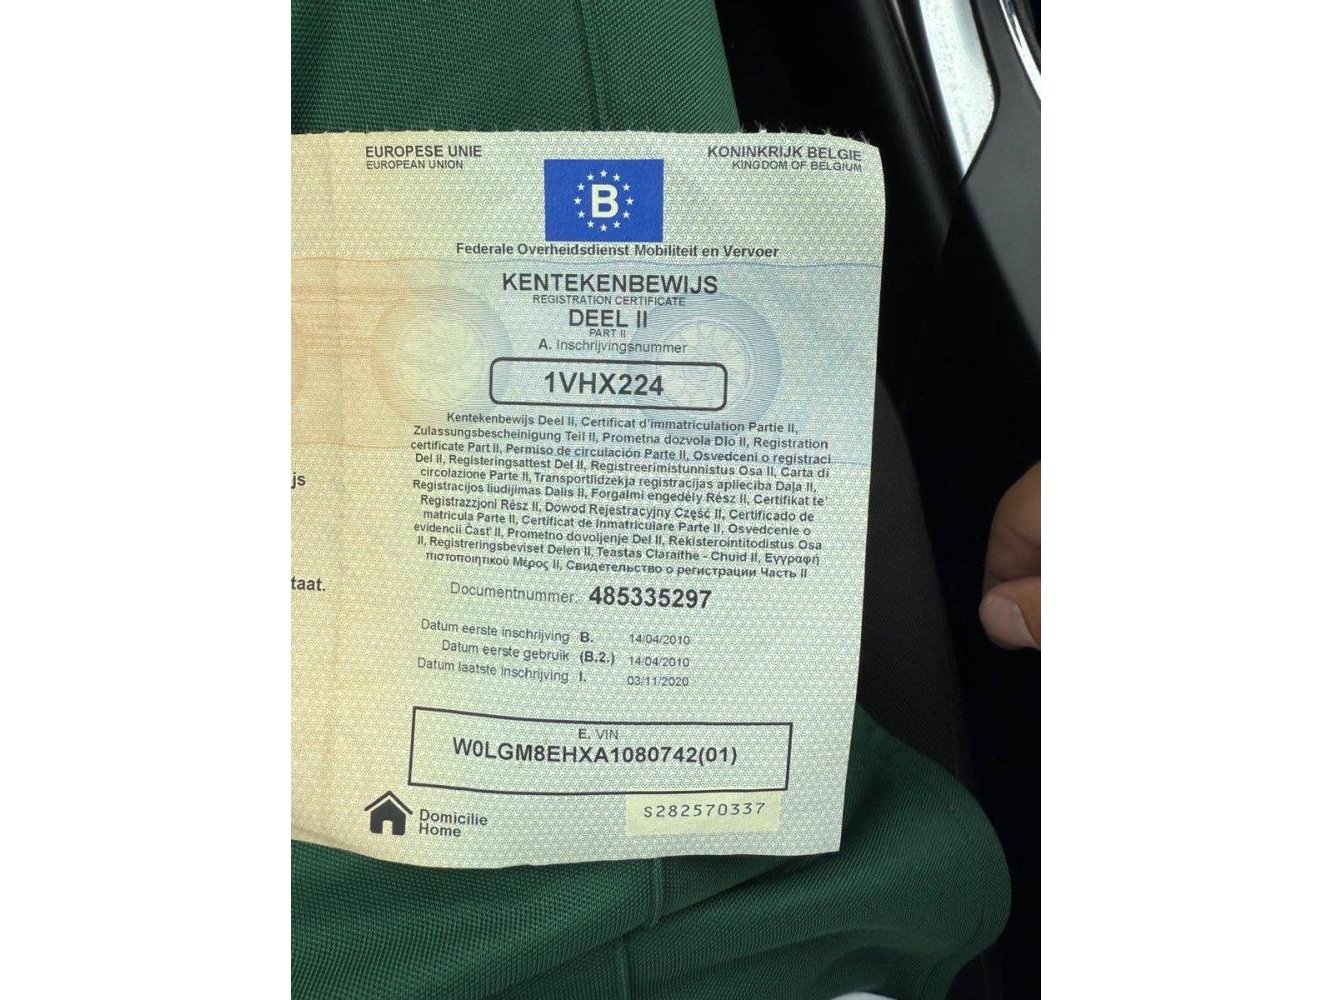 EUROPESE UNIE
EUROPEAN UNION
KONINKRIJK BELGIE
KINGDOM OF BELGIUM
B
Federale Overheidsdienst Mobiliteit en Vervoer
KENTEKENBEWIJS
REGISTRATION CERTIFICATE
DEEL II
PART II
A. Inschrijvingsnummer
1VHX224
Kentekenbewijs Deel II, Certificat d'immatriculation Partie II,
Zulassungsbescheinigung Teil II, Prometna dozvola Dio II, Registration
certificate Part II, Permiso de circulación Parte II, Osvedceni o registraci
Del II, Registeringsattest Del II, Registreerimistunnistus Osa II, Carta di
circolazione Parte II, Transportlidzekja registracijas aplieciba Daļa II,
Registracijos liudijimas Dalis II, Forgalmi engedély Rész II, Certifikat te'
Registrazzjoni Rész II, Dowod Rejestracyjny Część II, Certificado de
matricula Parte II, Certificat de înmatriculare Parte II, Osvedcenie o
evidencii Cast' II, Prometno dovoljenje Del II, Rekisterointitodistus Osa
II, Registreringsbeviset Delen II, Teastas Claraithe - Chuid II, Εγγραφή
πιστοποιητικού Μέρος II, Свидетельство о регистрации Часть II
js
taat.
Documentnummer: 485335297
Datum eerste inschrijving B. 14/04/2010
Datum eerste gebruik (B.2.) 14/04/2010
Datum laatste inschrijving I. 03/11/2020
E. VIN
W0LGM8EHXA1080742(01)
Domicilie
Home
S282570337